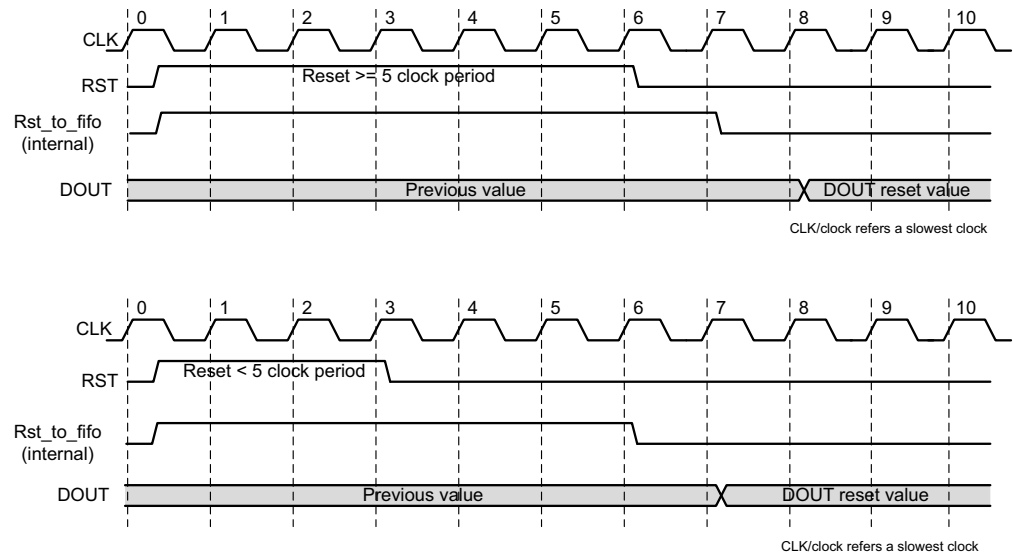 0 1 2 3 4 5 6 7 8 9 10
CLK
RST
Reset >= 5 clock period
Rst_to_fifo
(internal)
DOUT
Previous value
DOUT reset value
CLK/clock refers a slowest clock
0 1 2 3 4 5 6 7 8 9 10
CLK
RST
Reset < 5 clock period
Rst_to_fifo
(internal)
DOUT
Previous value
DOUT reset value
CLK/clock refers a slowest clock